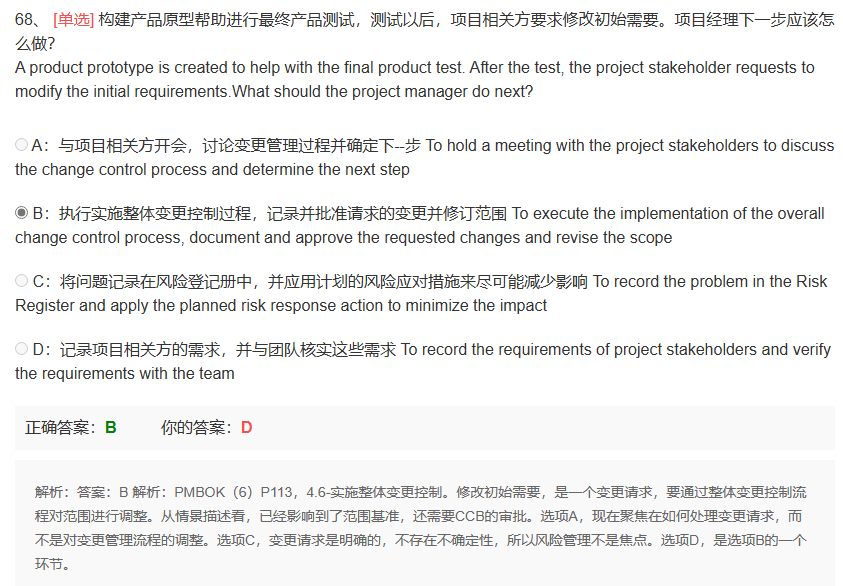 68、 [单选] 构建产品原型帮助进行最终产品测试，测试以后，项目相关方要求修改初始需要。项目经理下一步应该怎
么做?
A product prototype is created to help with the final product test. After the test, the project stakeholder requests to
modify the initial requirements.What should the project manager do next?
A：与项目相关方开会，讨论变更管理过程并确定下--步 To hold a meeting with the project stakeholders to discuss
the change control process and determine the next step
B：执行实施整体变更控制过程，记录并批准请求的变更并修订范围 To execute the implementation of the overall
change control process, document and approve the requested changes and revise the scope
C：将问题记录在风险登记册中，并应用计划的风险应对措施来尽可能减少影响 To record the problem in the Risk
Register and apply the planned risk response action to minimize the impact
D：记录项目相关方的需求，并与团队核实这些需求 To record the requirements of project stakeholders and verify
the requirements with the team
正确答案：B 你的答案：D
解析：答案：B 解析：PMBOK（6）P113，4.6-实施整体变更控制。修改初始需要，是一个变更请求，要通过整体变更控制流
程对范围进行调整。从情景描述看，已经影响到了范围基准，还需要CCB的审批。选项A，现在聚焦在如何处理变更请求，而
不是对变更管理流程的调整。选项C，变更请求是明确的，不存在不确定性，所以风险管理不是焦点。选项D，是选项B的一个
环节。